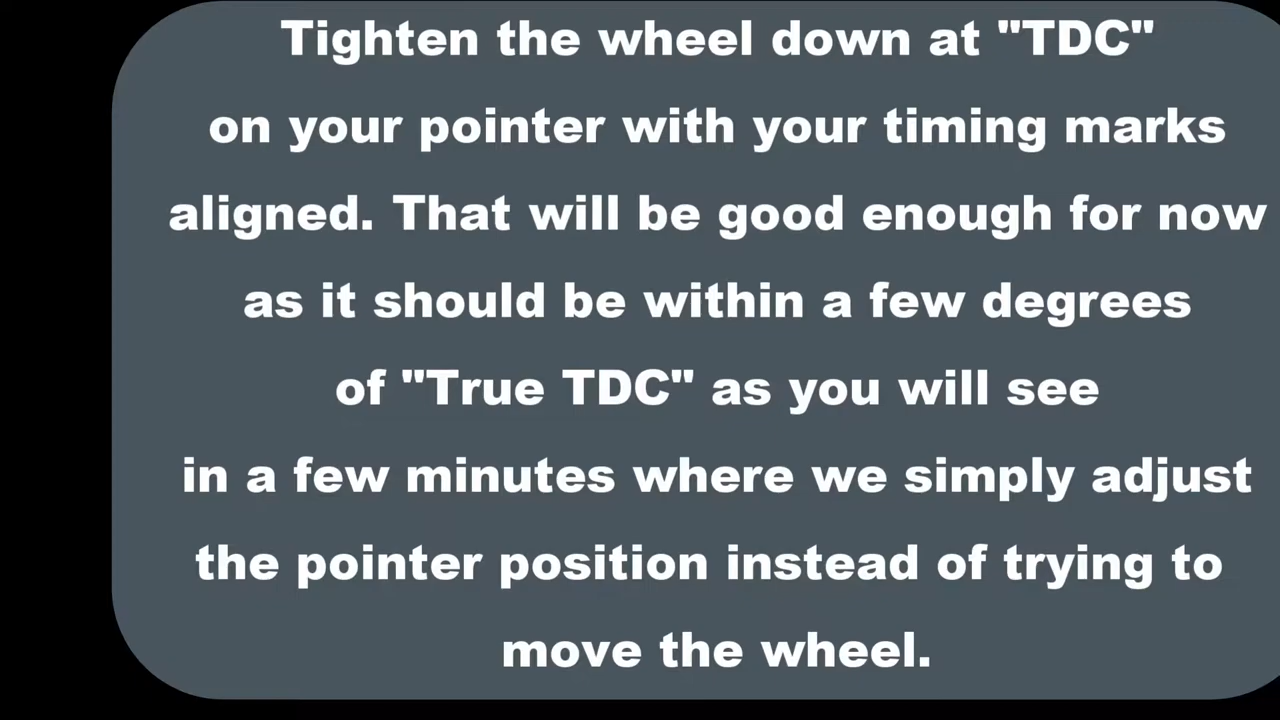 Tighten the wheel down at "TDC"
on your pointer with your timing marks
aligned. That will be good enough for now
as it should be within a few degrees
of "True TDC" as you will see
in a few minutes where we simply adjust
the pointer position instead of trying to
move the wheel.